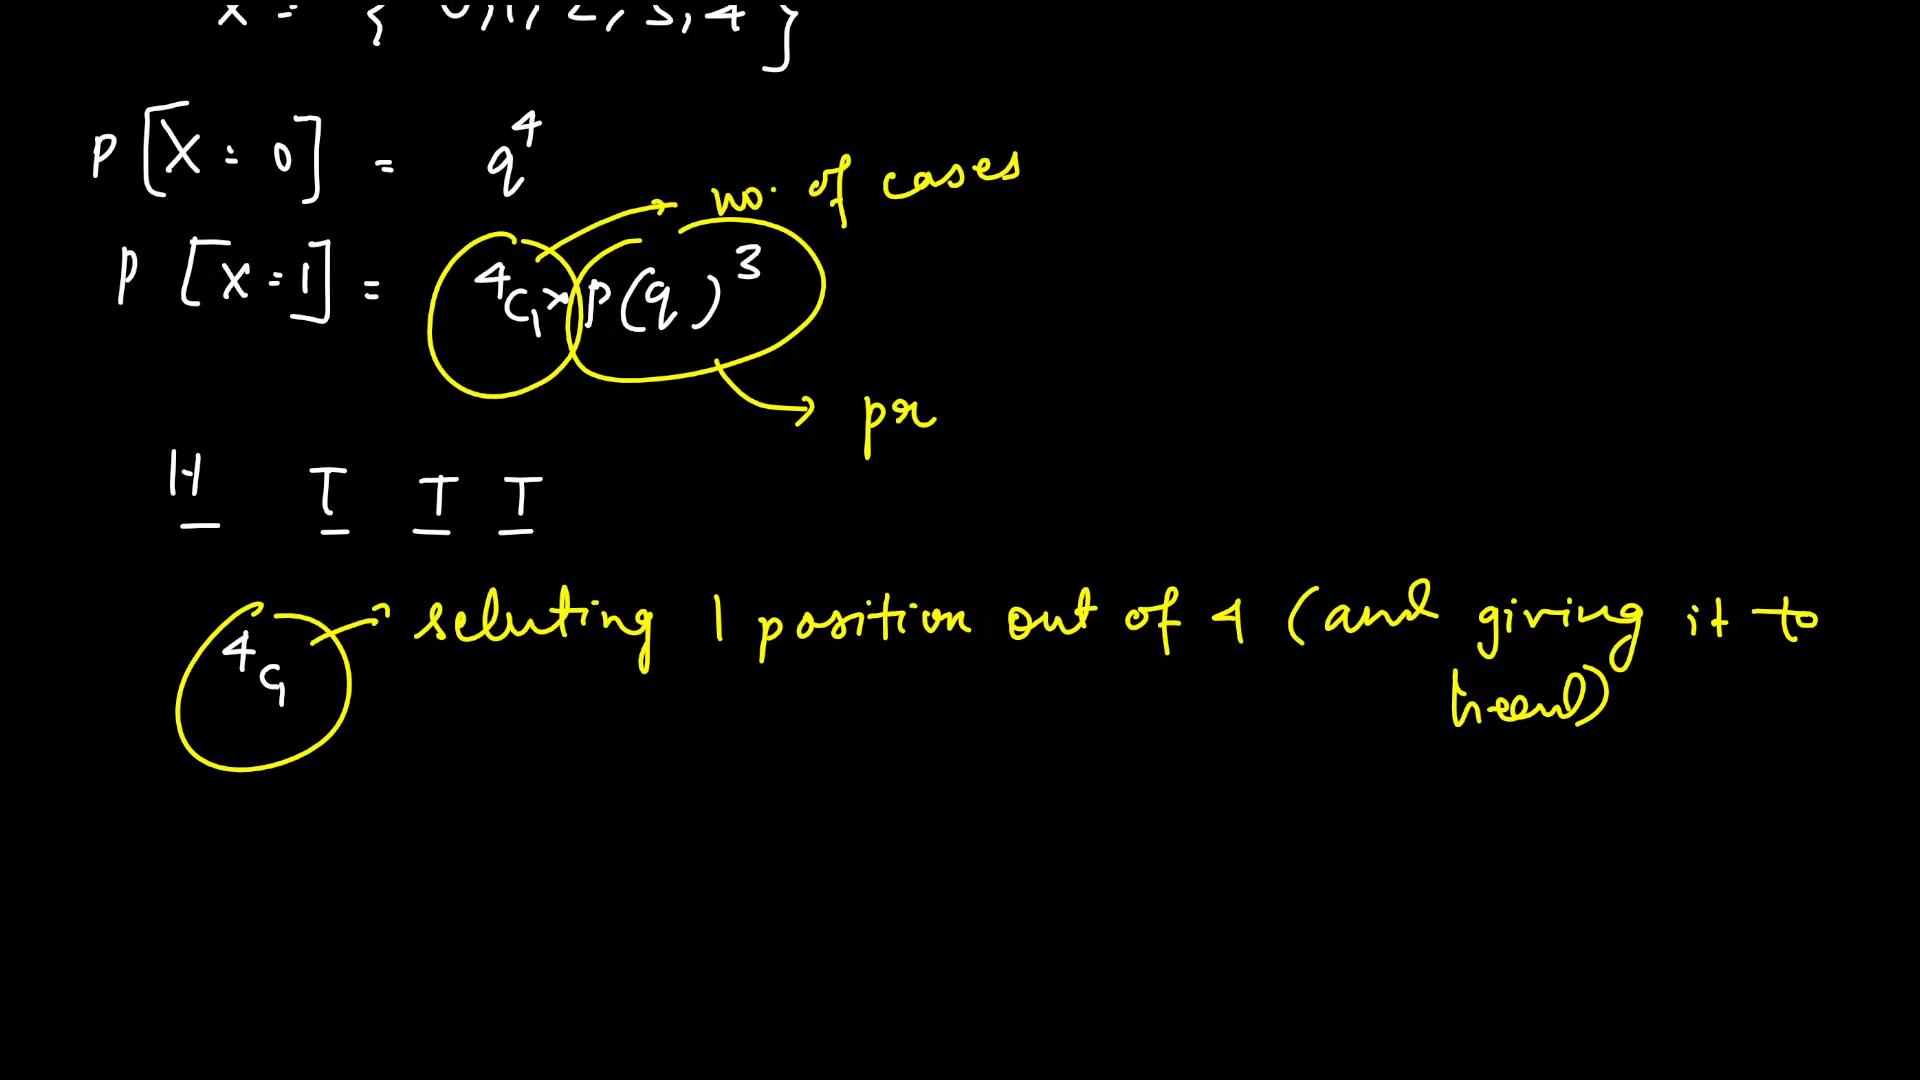 X = { 0, 1, 2, 3, 4 }
P [X = 0] = q⁴
no. of cases
P [X = 1] = ⁴C₁ × P(q)³
pr
H T T T
⁴C₁ → selecting 1 position out of 4 (and giving it to
head)